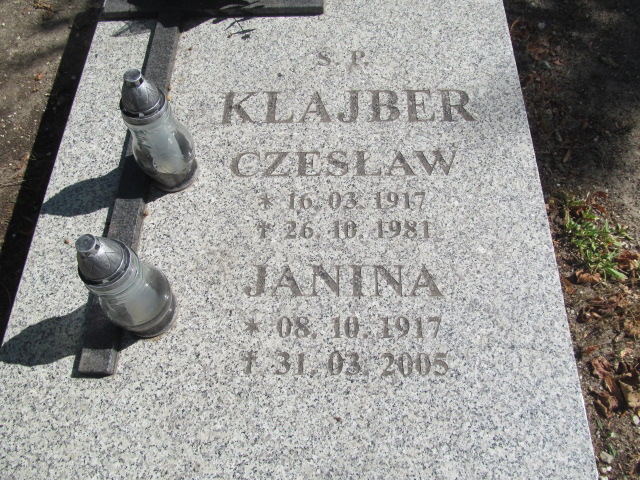 Ś. P.
KLAJBER
CZESŁAW
* 16. 03. 1917
† 26. 10. 1981
JANINA
* 08. 10. 1917
† 31. 03. 2005